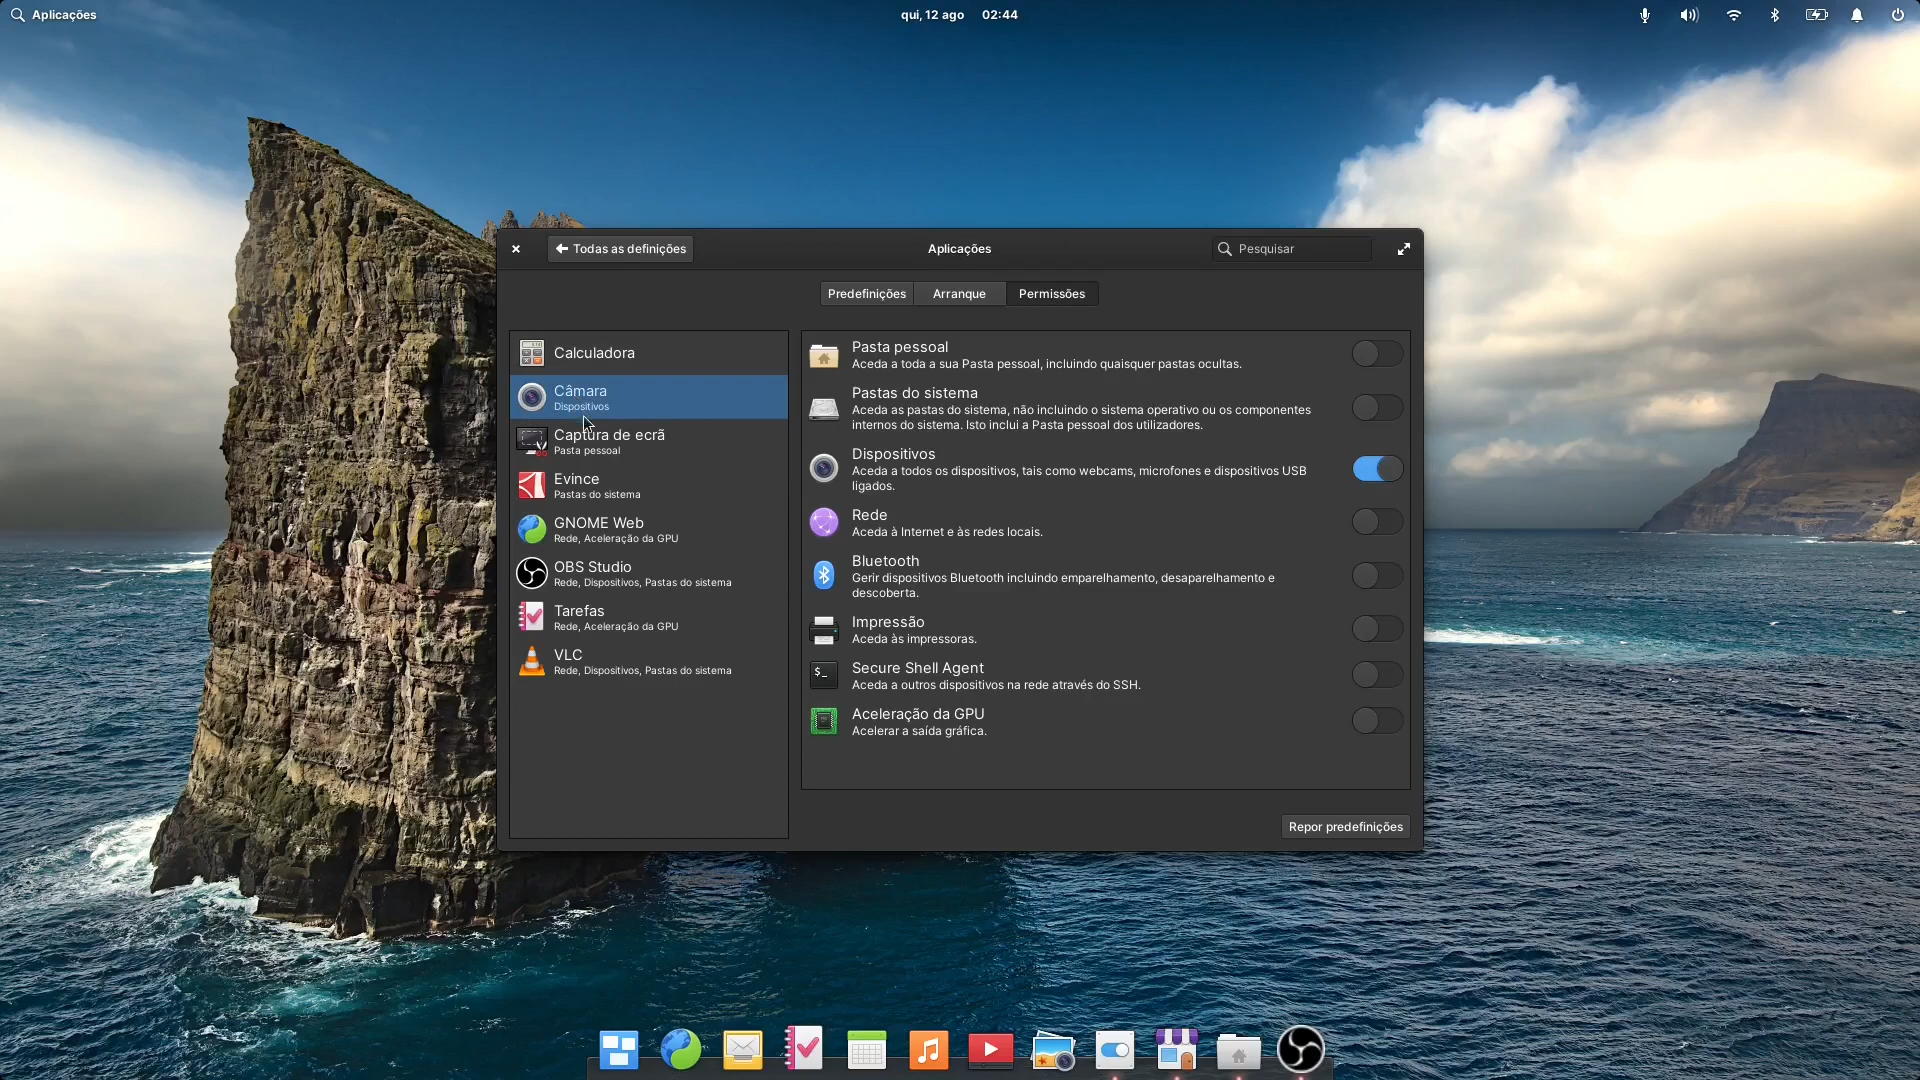 Aplicações
qui, 12 ago 02:44
Todas as definições
Aplicações
Pesquisar
Predefinições
Arranque
Permissões
Calculadora
Câmara
Dispositivos
Captura de ecrã
Pasta pessoal
Evince
Pastas do sistema
GNOME Web
Rede, Aceleração da GPU
OBS Studio
Rede, Dispositivos, Pastas do sistema
Tarefas
Rede, Aceleração da GPU
VLC
Rede, Dispositivos, Pastas do sistema
Pasta pessoal
Aceda a toda a sua Pasta pessoal, incluindo quaisquer pastas ocultas.
Pastas do sistema
Aceda as pastas do sistema, não incluindo o sistema operativo ou os componentes
internos do sistema. Isto inclui a Pasta pessoal dos utilizadores.
Dispositivos
Aceda a todos os dispositivos, tais como webcams, microfones e dispositivos USB
ligados.
Rede
Aceda à Internet e às redes locais.
Bluetooth
Gerir dispositivos Bluetooth incluindo emparelhamento, desaparelhamento e
descoberta.
Impressão
Aceda às impressoras.
Secure Shell Agent
Aceda a outros dispositivos na rede através do SSH.
Aceleração da GPU
Acelerar a saída gráfica.
Repor predefinições